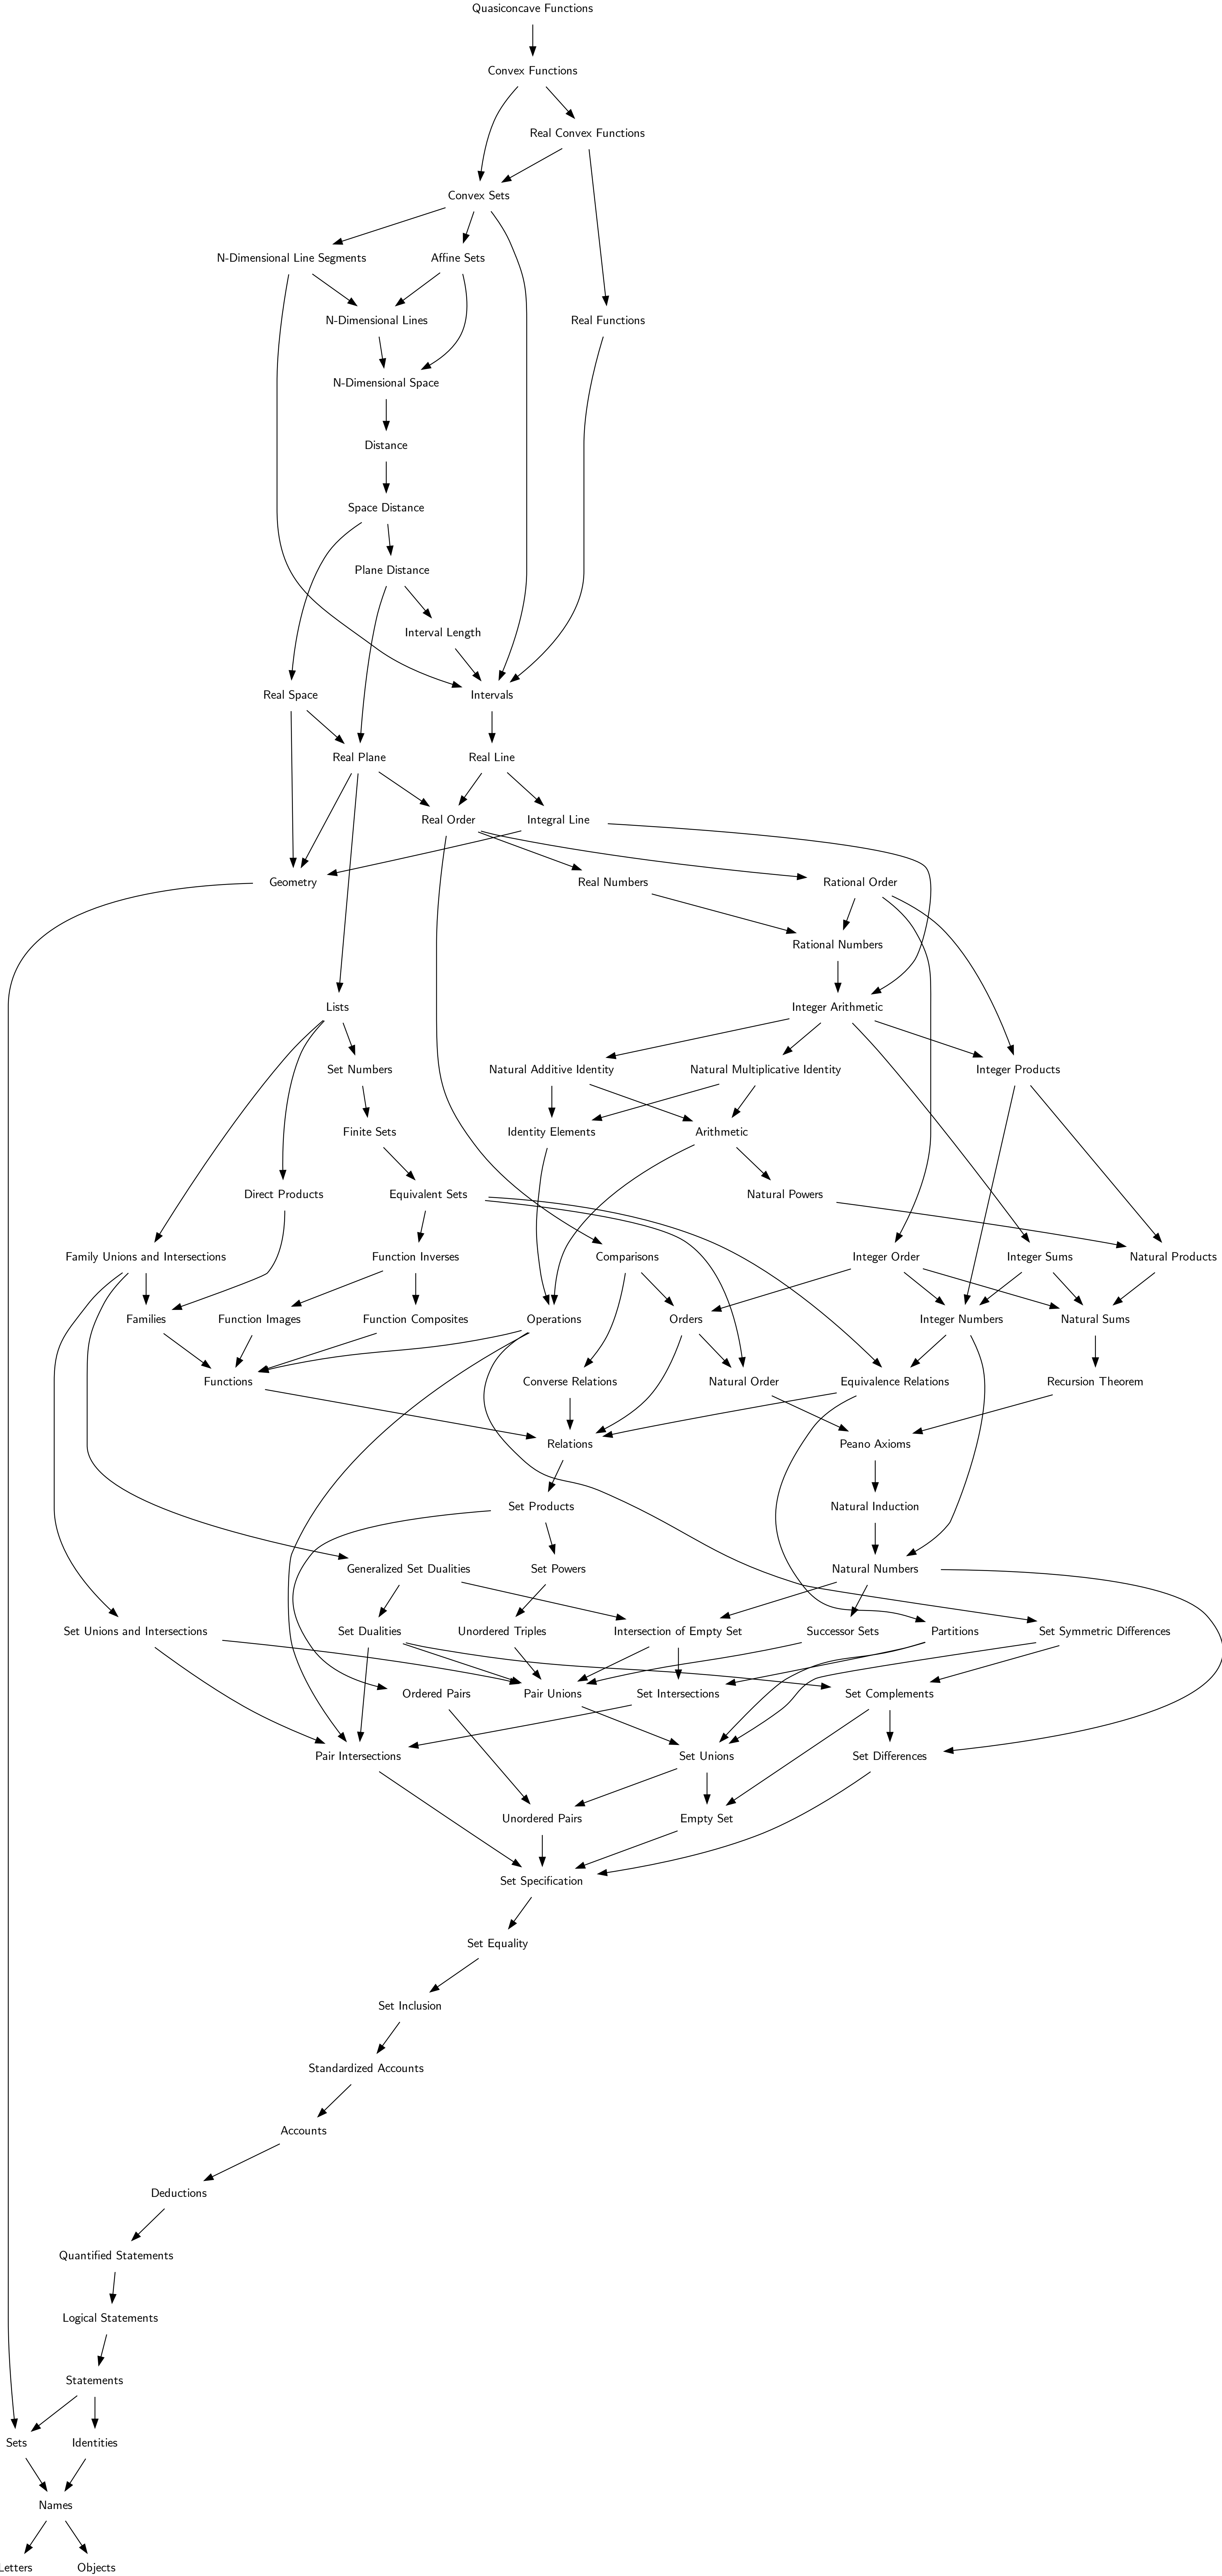 Quasiconcave Functions
Convex Functions
Real Convex Functions
Convex Sets
N-Dimensional Line Segments
Affine Sets
N-Dimensional Lines
Real Functions
N-Dimensional Space
Distance
Space Distance
Plane Distance
Interval Length
Real Space
Intervals
Real Plane
Real Line
Real Order
Integral Line
Geometry
Real Numbers
Rational Order
Rational Numbers
Lists
Integer Arithmetic
Set Numbers
Natural Additive Identity
Natural Multiplicative Identity
Integer Products
Finite Sets
Identity Elements
Arithmetic
Direct Products
Equivalent Sets
Natural Powers
Family Unions and Intersections
Function Inverses
Comparisons
Integer Order
Integer Sums
Natural Products
Families
Function Images
Function Composites
Operations
Orders
Integer Numbers
Natural Sums
Functions
Converse Relations
Natural Order
Equivalence Relations
Recursion Theorem
Relations
Peano Axioms
Set Products
Natural Induction
Generalized Set Dualities
Set Powers
Natural Numbers
Set Unions and Intersections
Set Dualities
Unordered Triples
Intersection of Empty Set
Successor Sets
Partitions
Set Symmetric Differences
Ordered Pairs
Pair Unions
Set Intersections
Set Complements
Pair Intersections
Set Unions
Set Differences
Unordered Pairs
Empty Set
Set Specification
Set Equality
Set Inclusion
Standardized Accounts
Accounts
Deductions
Quantified Statements
Logical Statements
Statements
Sets
Identities
Names
Letters
Objects